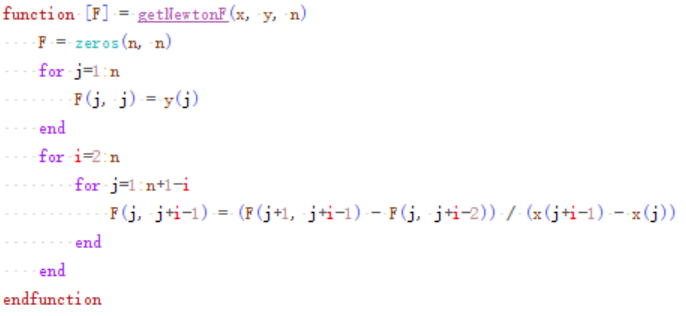 function [F] = getNewtonF(x, y, n)
F = zeros(n, n)
for j=1:n
F(j, j) = y(j)
end
for i=2:n
for j=1:n+1-i
F(j, j+i-1) = (F(j+1, j+i-1) - F(j, j+i-2)) / (x(j+i-1) - x(j))
end
end
endfunction